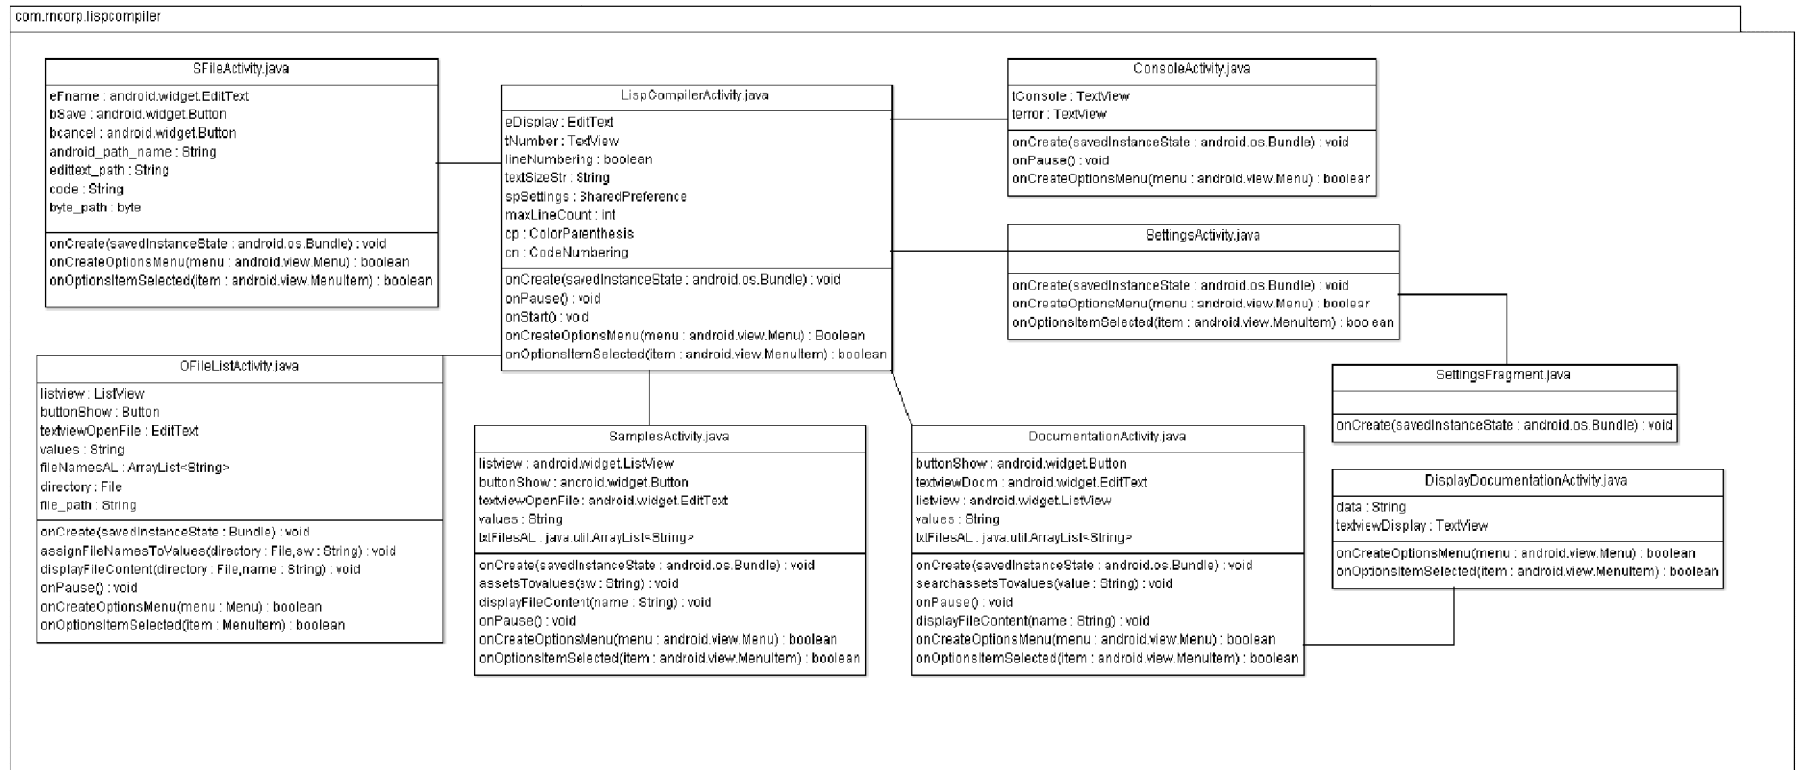 com.rncorp.lispcompiler
SFileActivity.java
eFname : android.widget.EditText
bSave : android.widget.Button
bcancel : android.widget.Button
android_path_name : String
edittext_path : String
code : String
byte_path : byte
onCreate(savedInstanceState : android.os.Bundle) : void
onCreateOptionsMenu(menu : android.view.Menu) : boolean
onOptionsItemSelected(item : android.view.MenuItem) : boolean
LispCompilerActivity.java
eDisplay : EditText
tNumber : TextView
lineNumbering : boolean
textSizeStr : String
spSettings : SharedPreference
maxLineCount : int
cp : ColorParenthesis
cn : CodeNumbering
onCreate(savedInstanceState : android.os.Bundle) : void
onPause() : void
onStart() : void
onCreateOptionsMenu(menu : android.view.Menu) : Boolean
onOptionsItemSelected(item : android.view.MenuItem) : boolean
ConsoleActivity.java
tConsole : TextView
terror : TextView
onCreate(savedInstanceState : android.os.Bundle) : void
onPause() : void
onCreateOptionsMenu(menu : android.view.Menu) : boolean
SettingsActivity.java
onCreate(savedInstanceState : android.os.Bundle) : void
onCreateOptionsMenu(menu : android.view.Menu) : boolean
onOptionsItemSelected(item : android.view.MenuItem) : boolean
OFileListActivity.java
listview : ListView
buttonShow : Button
textviewOpenFile : EditText
values : String
fileNamesAL : ArrayList<String>
directory : File
file_path : String
onCreate(savedInstanceState : Bundle) : void
assignFileNamesToValues(directory : File,sw : String) : void
displayFileContent(directory : File,name : String) : void
onPause() : void
onCreateOptionsMenu(menu : Menu) : boolean
onOptionsItemSelected(item : MenuItem) : boolean
SamplesActivity.java
listview : android.widget.ListView
buttonShow : android.widget.Button
textviewOpenFile : android.widget.EditText
values : String
txtFilesAL : java.util.ArrayList<String>
onCreate(savedInstanceState : android.os.Bundle) : void
assetsTovalues(sw : String) : void
displayFileContent(name : String) : void
onPause() : void
onCreateOptionsMenu(menu : android.view.Menu) : boolean
onOptionsItemSelected(item : android.view.MenuItem) : boolean
DocumentationActivity.java
buttonShow : android.widget.Button
textviewDocm : android.widget.EditText
listview : android.widget.ListView
values : String
txtFilesAL : java.util.ArrayList<String>
onCreate(savedInstanceState : android.os.Bundle) : void
searchassetsTovalues(value : String) : void
onPause() : void
displayFileContent(name : String) : void
onCreateOptionsMenu(menu : android.view.Menu) : boolean
onOptionsItemSelected(item : android.view.MenuItem) : boolean
SettingsFragment.java
onCreate(savedInstanceState : android.os.Bundle) : void
DisplayDocumentationActivity.java
data : String
textviewDisplay : TextView
onCreateOptionsMenu(menu : android.view.Menu) : boolean
onOptionsItemSelected(item : android.view.MenuItem) : boolean